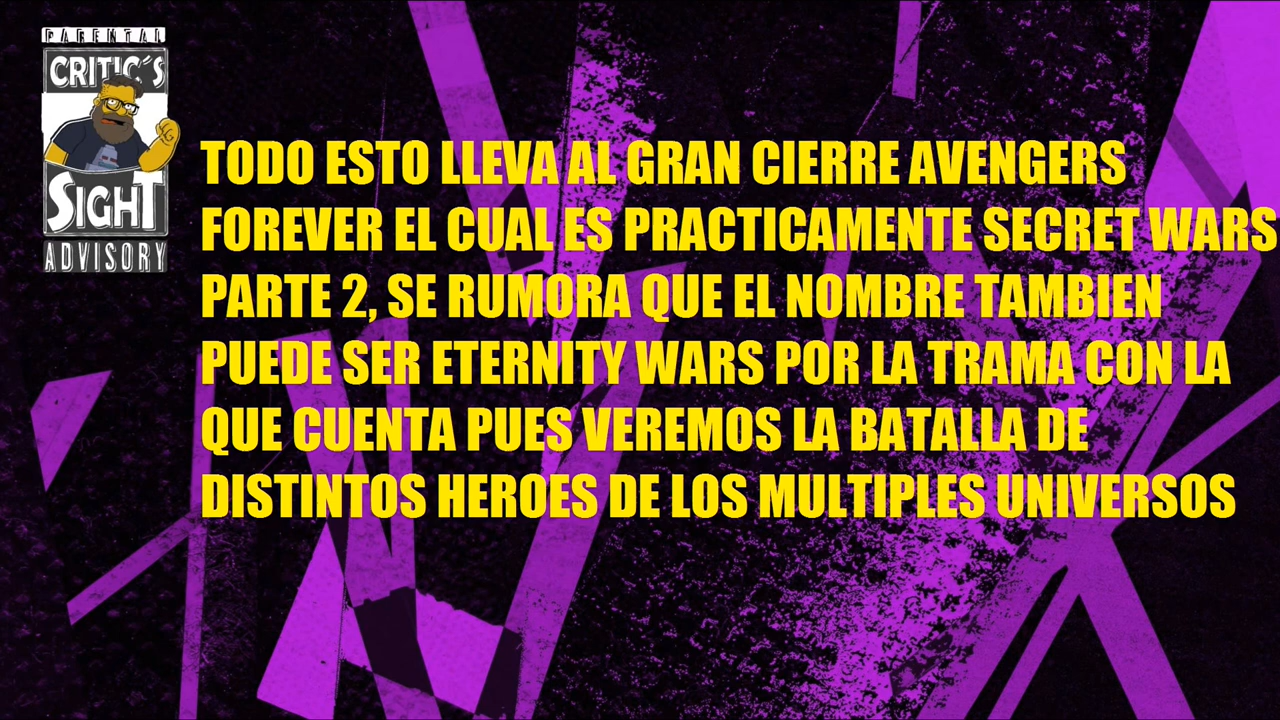 PARENTAL
CRITIC´S
SIGHT
ADVISORY
TODO ESTO LLEVA AL GRAN CIERRE AVENGERS
FOREVER EL CUAL ES PRACTICAMENTE SECRET WARS
PARTE 2, SE RUMORA QUE EL NOMBRE TAMBIEN
PUEDE SER ETERNITY WARS POR LA TRAMA CON LA
QUE CUENTA PUES VEREMOS LA BATALLA DE
DISTINTOS HEROES DE LOS MULTIPLES UNIVERSOS